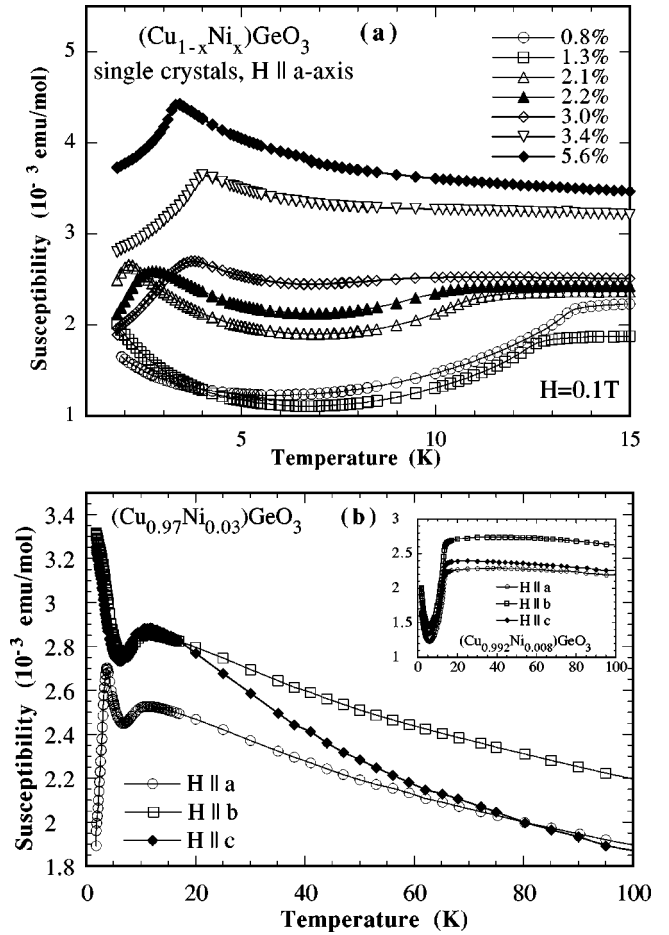 (Cu1-xNix)GeO3 (a)
single crystals, H || a-axis
0.8%
1.3%
2.1%
2.2%
3.0%
3.4%
5.6%
Susceptibility (10-3 emu/mol)
5
4
3
2
1
H=0.1T
5 10 15
Temperature (K)
(Cu0.97Ni0.03)GeO3 (b)
Susceptibility (10-3 emu/mol)
3.4
3.2
3
2.8
2.6
2.4
2.2
2
1.8
3
2.5
2
1.5
1
H || a
H || b
H || c
(Cu0.992Ni0.008)GeO3
0 20 40 60 80 100
H || a
H || b
H || c
0 20 40 60 80 100
Temperature (K)